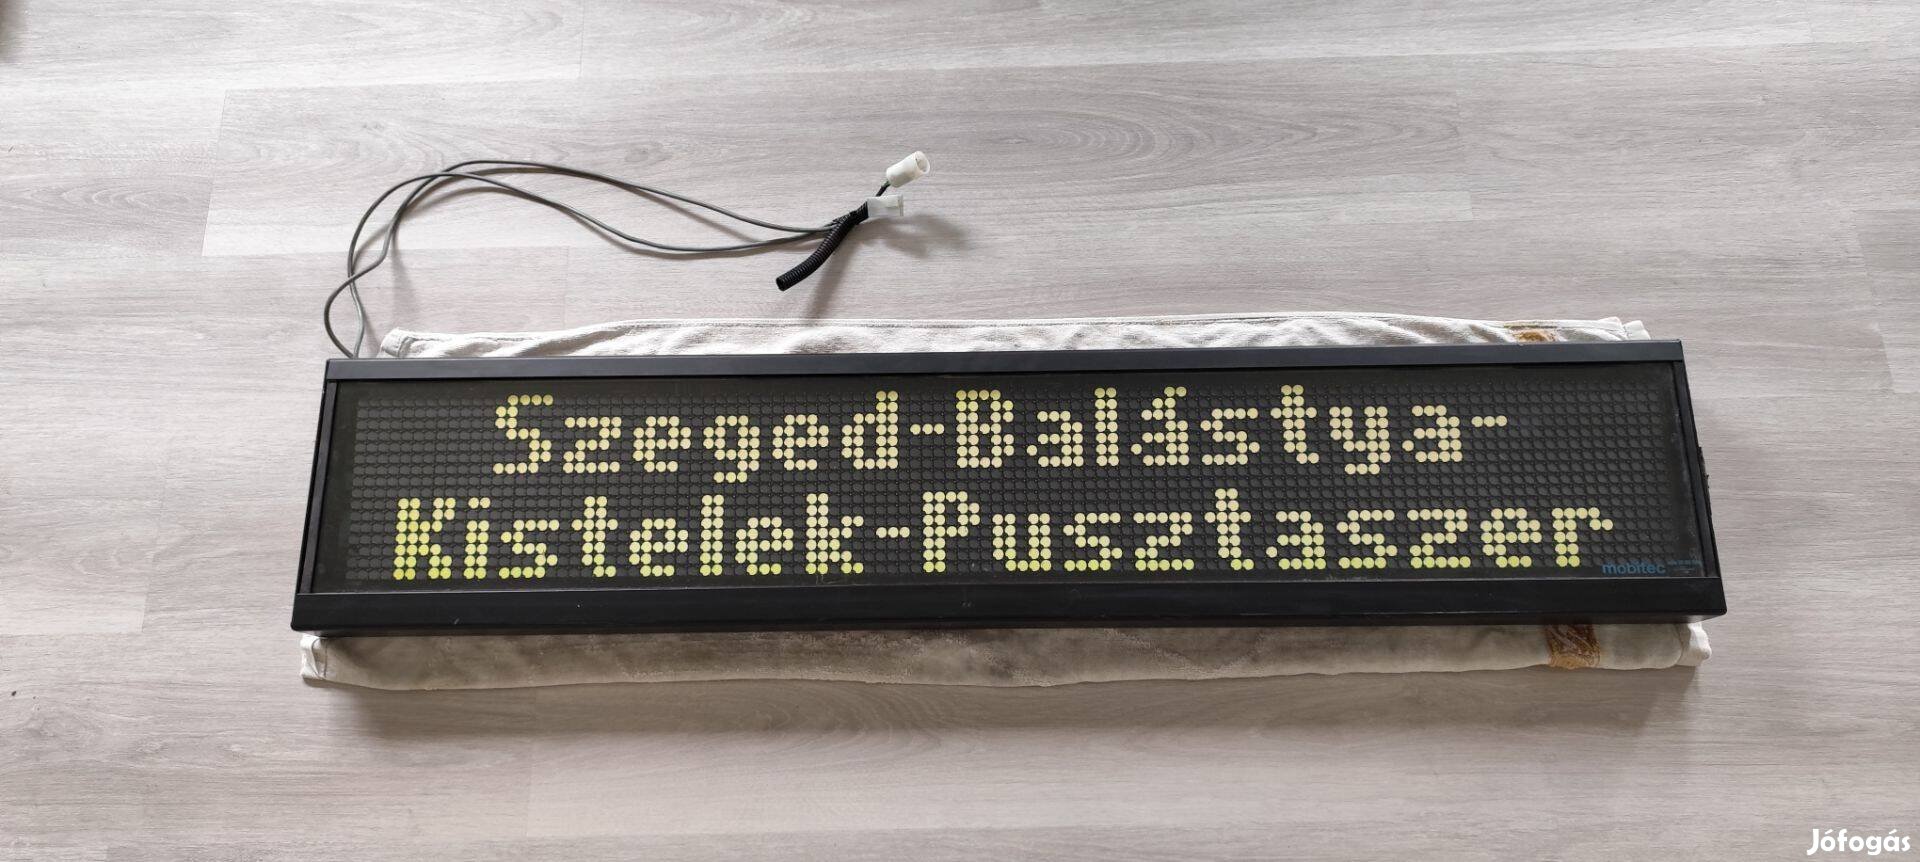 Szeged-Balástya-
Kistelek-Pusztaszer
mobitec
Jófogás